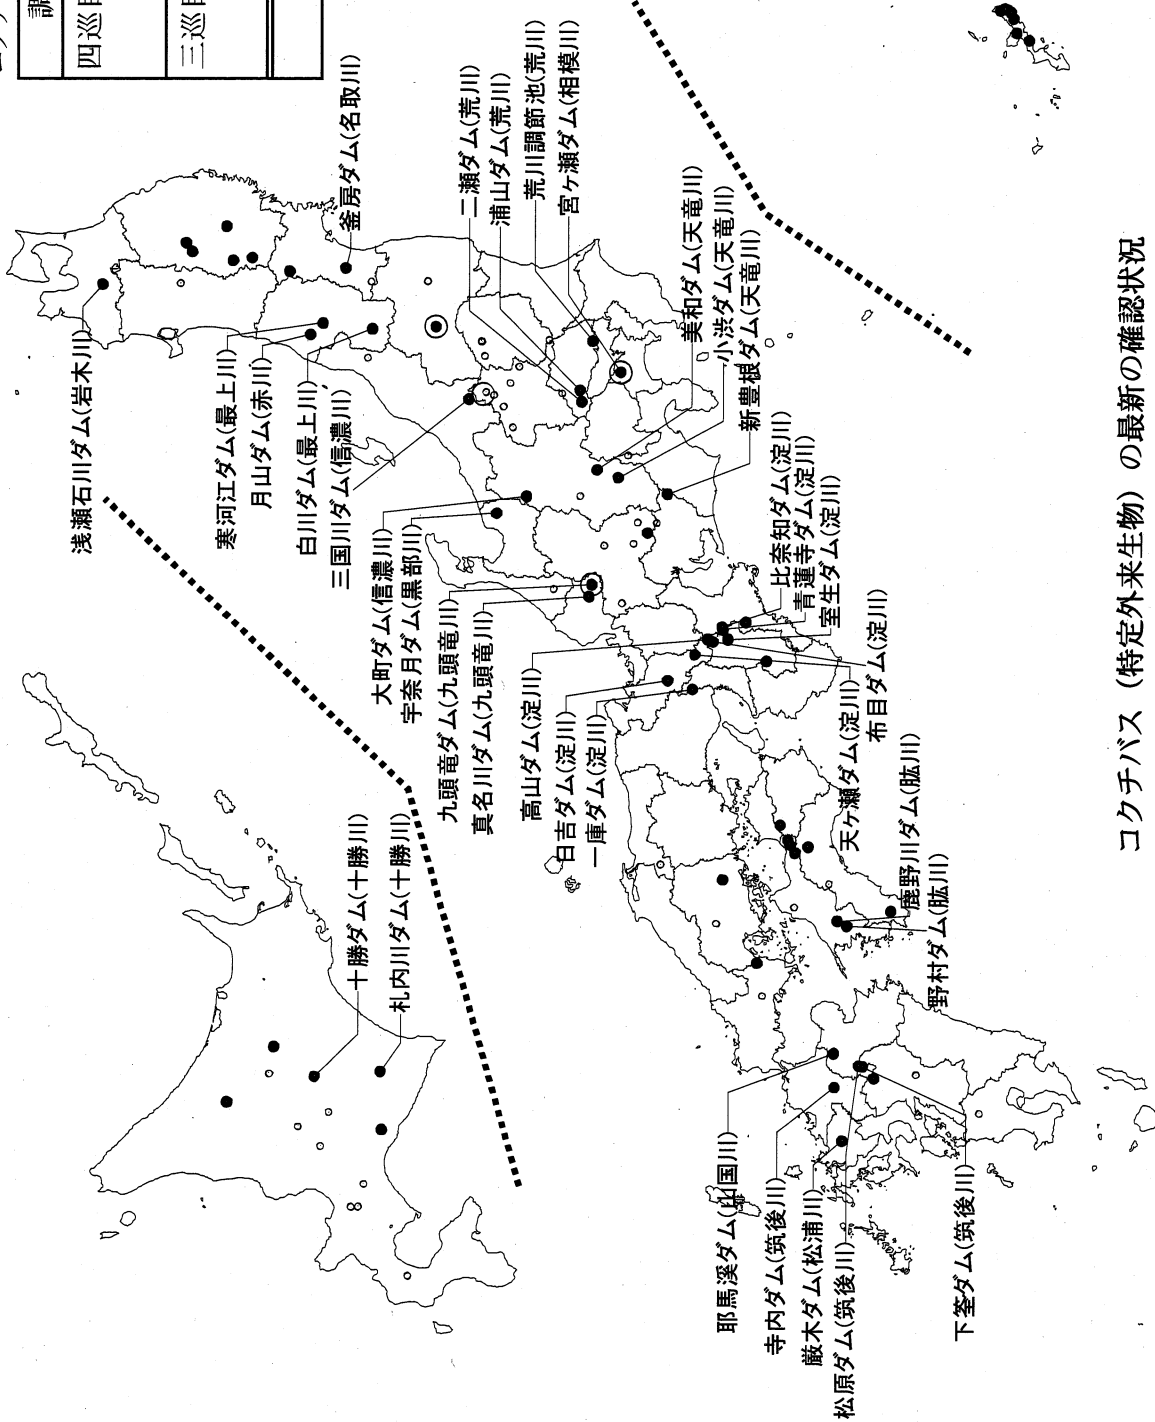 調
四巡目
三巡目
浅瀬石川ダム(岩木川)
寒河江ダム(最上川)
月山ダム(赤川)
白川ダム(最上川)
三国川ダム(信濃川)
釜房ダム(名取川)
二瀬ダム(荒川)
浦山ダム(荒川)
荒川調節池(荒川)
宮ヶ瀬ダム(相模川)
美和ダム(天竜川)
小渋ダム(天竜川)
新豊根ダム(天竜川)
大町ダム(信濃川)
宇奈月ダム(黒部川)
九頭竜ダム(九頭竜川)
真名川ダム(九頭竜川)
高山ダム(淀川)
日吉ダム(淀川)
一庫ダム(淀川)
比奈知ダム(淀川)
青蓮寺ダム(淀川)
室生ダム(淀川)
布目ダム(淀川)
天ヶ瀬ダム(淀川)
鹿野川ダム(肱川)
野村ダム(肱川)
十勝ダム(十勝川)
札内川ダム(十勝川)
耶馬溪ダム(山国川)
寺内ダム(筑後川)
厳木ダム(松浦川)
松原ダム(筑後川)
下筌ダム(筑後川)
コクチバス（特定外来生物）の最新の確認状況